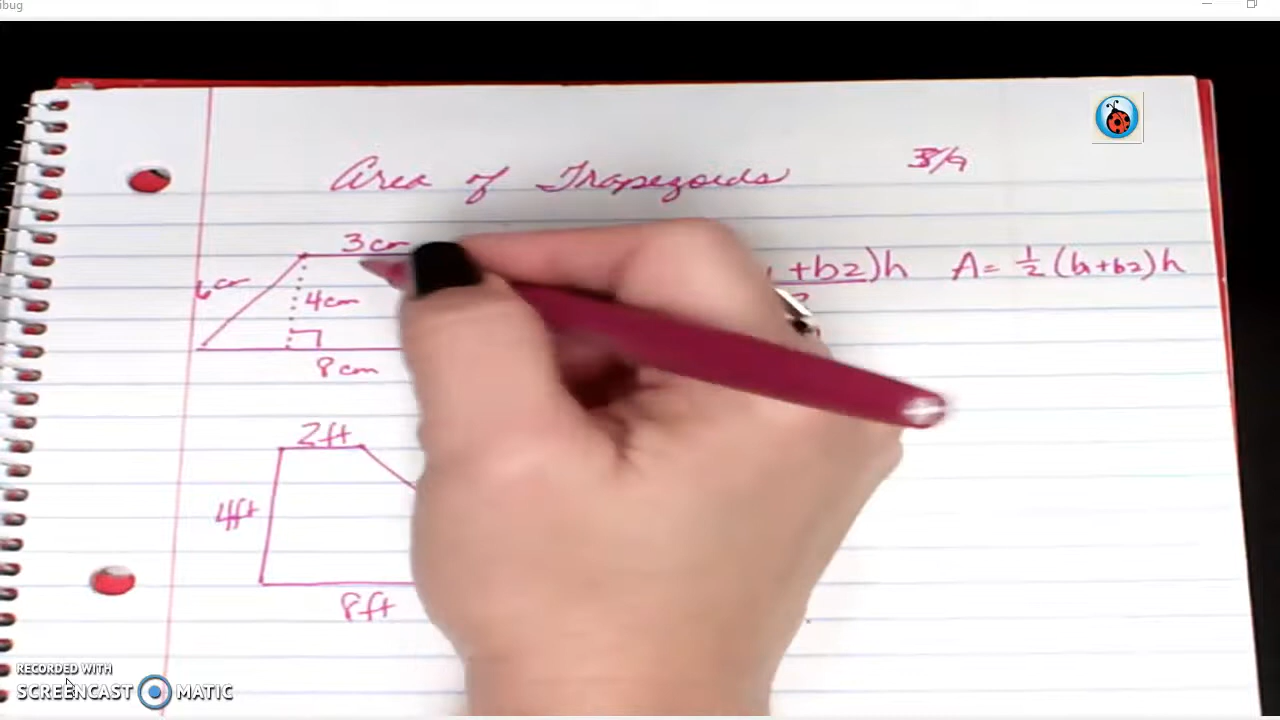 ibug
Area of Trapezoids
3/9
3cm
+b2)h
A= 1/2 (b1+b2)h
6cm
4cm
8cm
2ft
4ft
8ft
RECORDED WITH
SCREENCAST MATIC